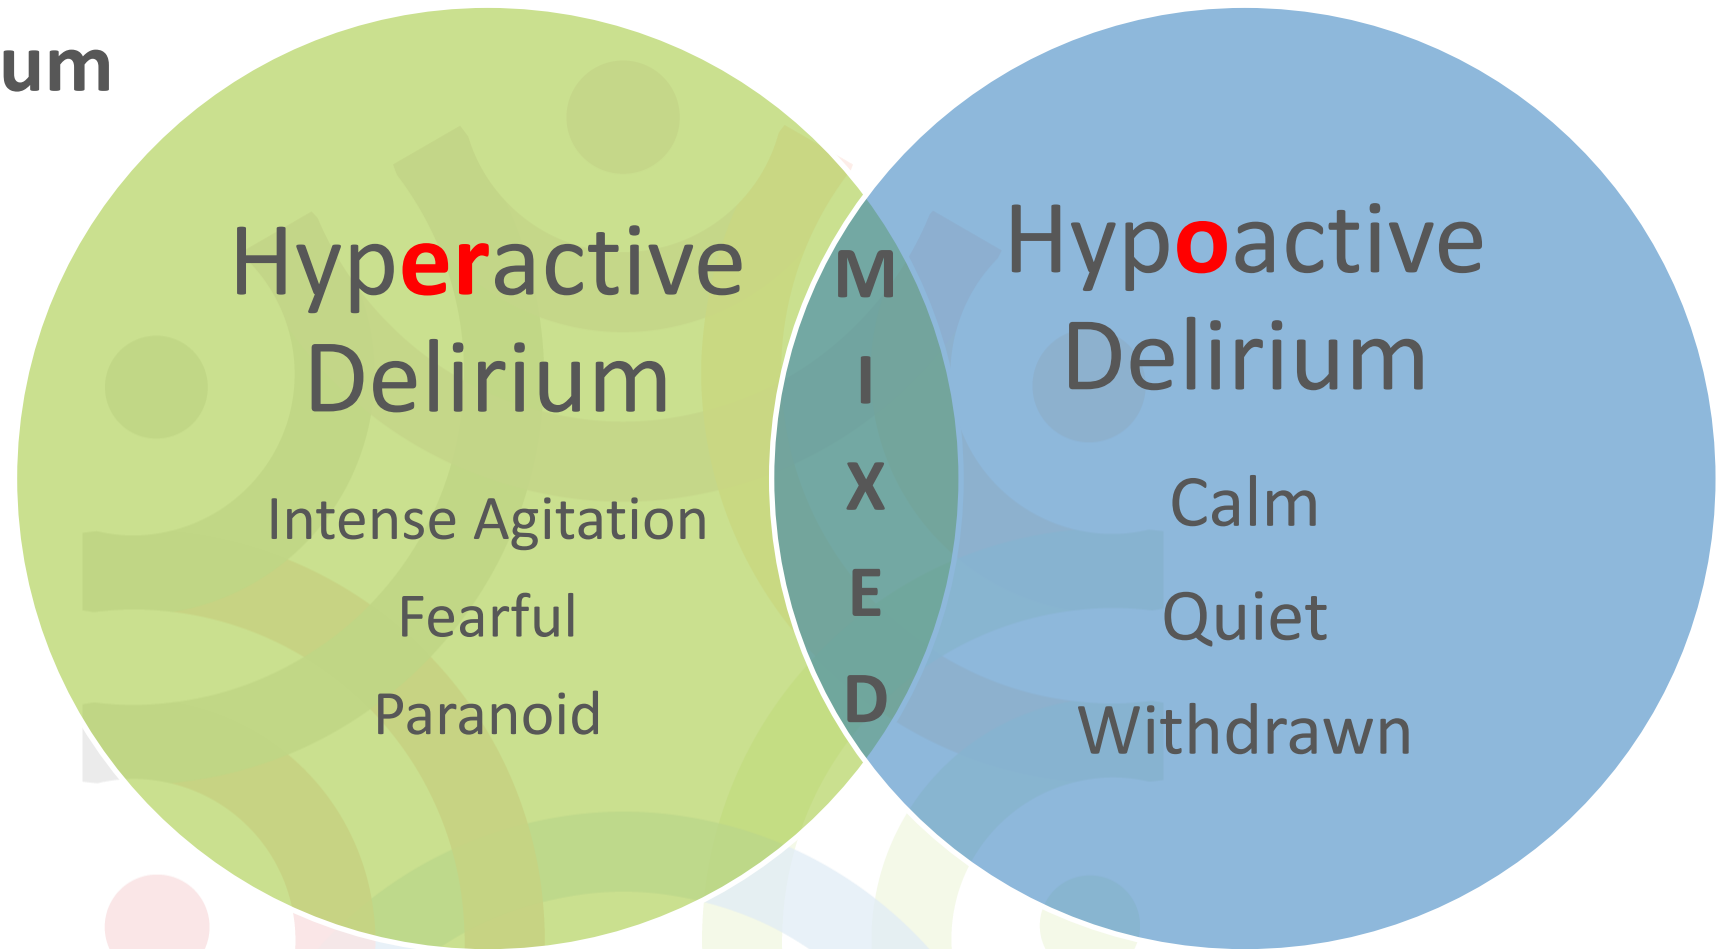 um
Hyperactive
Delirium
Intense Agitation
Fearful
Paranoid
M
I
X
E
D
Hypoactive
Delirium
Calm
Quiet
Withdrawn